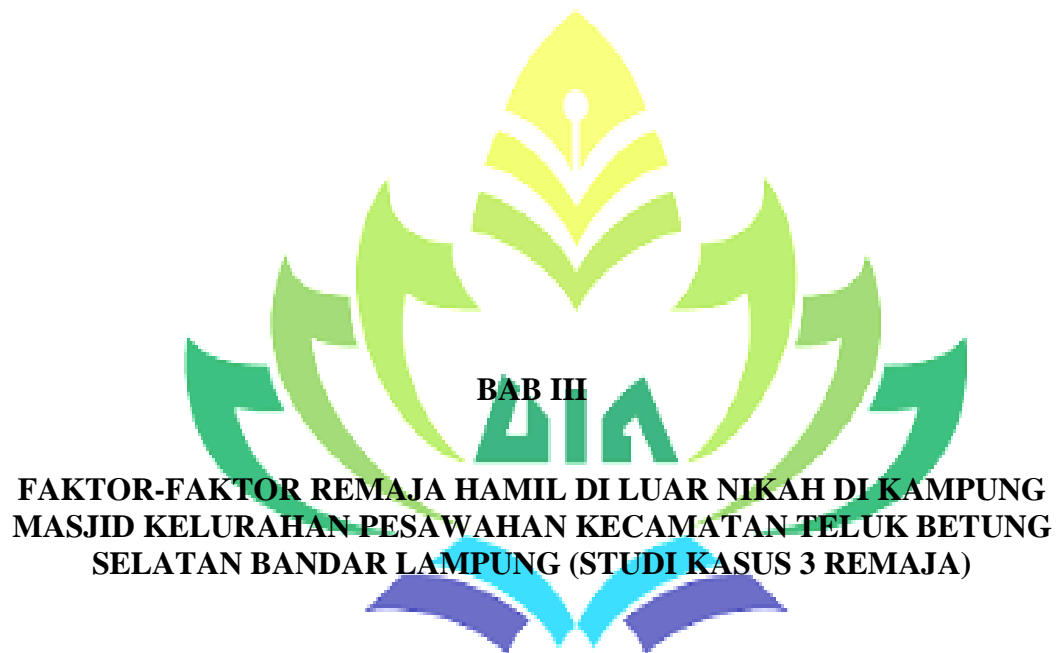 BAB III
FAKTOR-FAKTOR REMAJA HAMIL DI LUAR NIKAH DI KAMPUNG
MASJID KELURAHAN PESAWAHAN KECAMATAN TELUK BETUNG
SELATAN BANDAR LAMPUNG (STUDI KASUS 3 REMAJA)